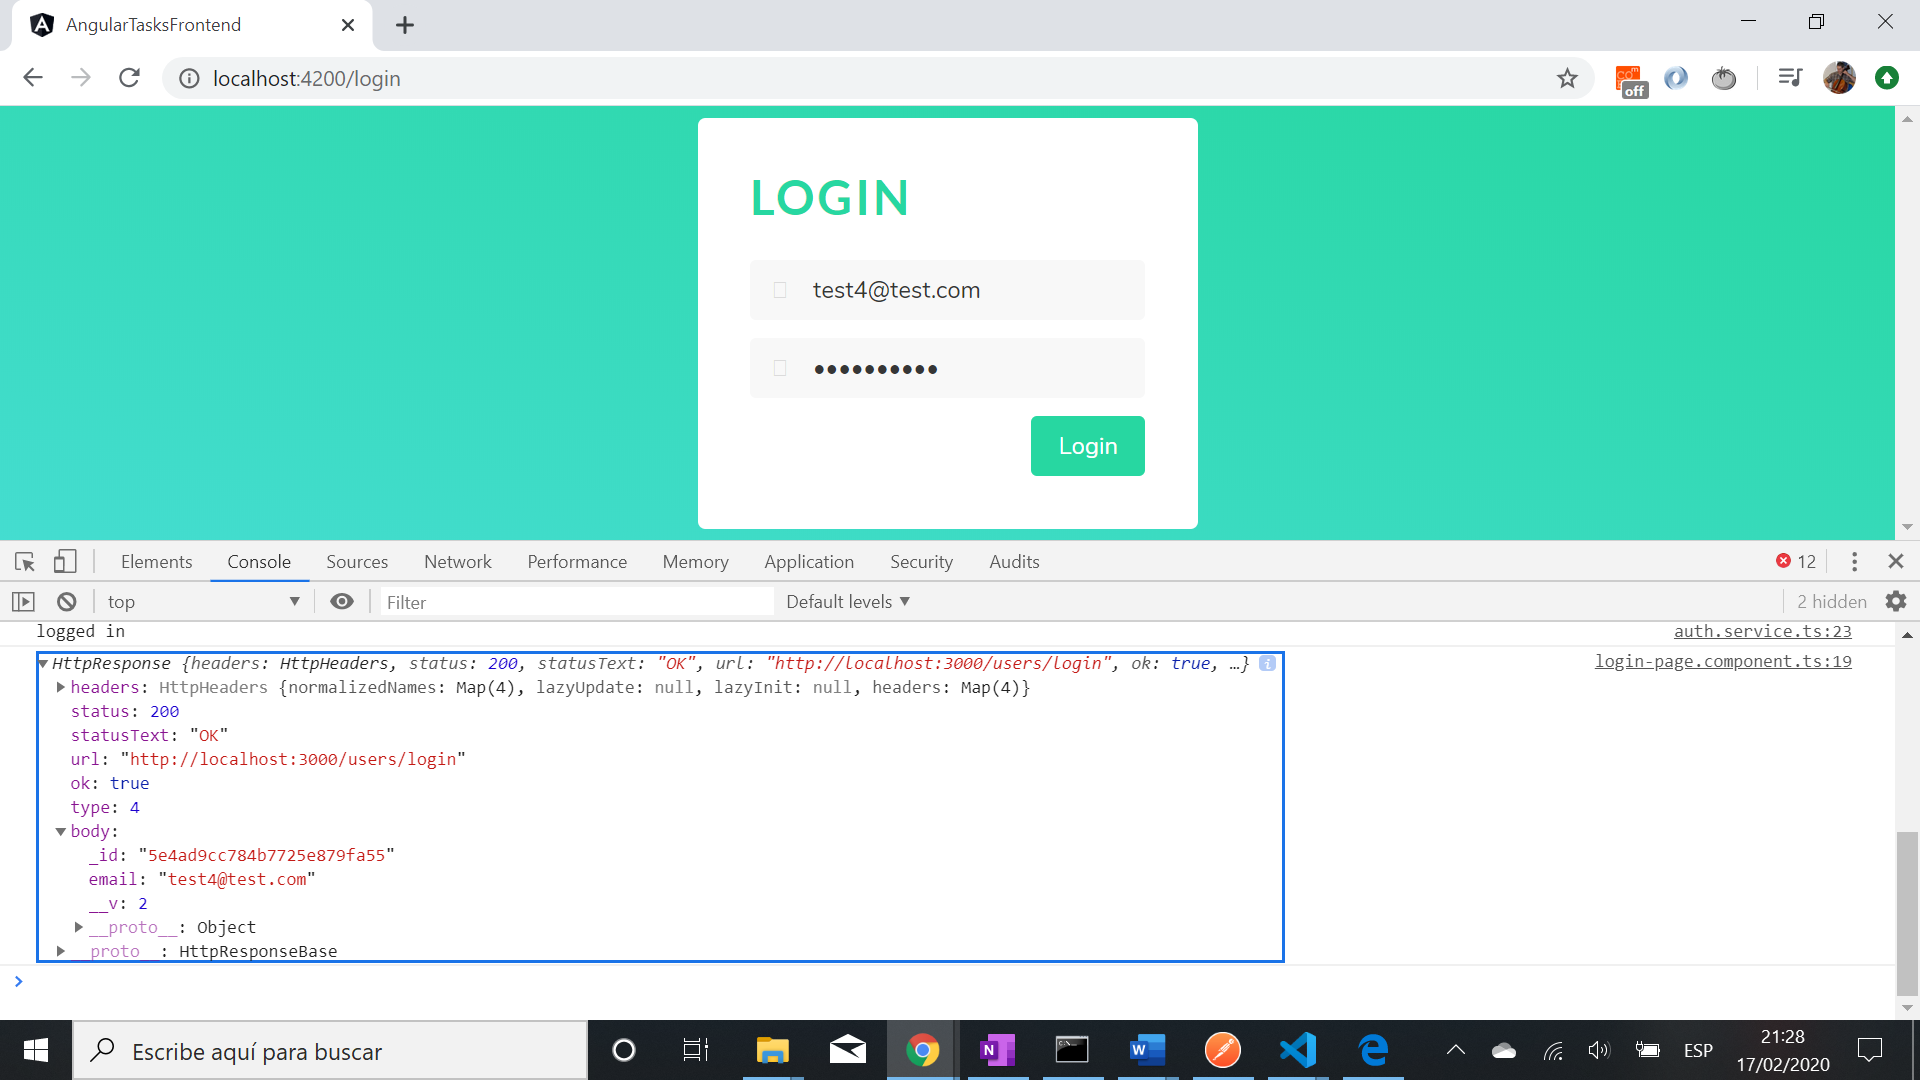 AngularTasksFrontend
localhost:4200/login
off
LOGIN
test4@test.com
••••••••••
Login
Elements Console Sources Network Performance Memory Application Security Audits 12
top Filter Default levels 2 hidden
logged in auth.service.ts:23
HttpResponse {headers: HttpHeaders, status: 200, statusText: "OK", url: "http://localhost:3000/users/login", ok: true, …} login-page.component.ts:19
headers: HttpHeaders {normalizedNames: Map(4), lazyUpdate: null, lazyInit: null, headers: Map(4)}
status: 200
statusText: "OK"
url: "http://localhost:3000/users/login"
ok: true
type: 4
body:
_id: "5e4ad9cc784b7725e879fa55"
email: "test4@test.com"
__v: 2
__proto__: Object
__proto__: HttpResponseBase
Escribe aquí para buscar
ESP
21:28
17/02/2020